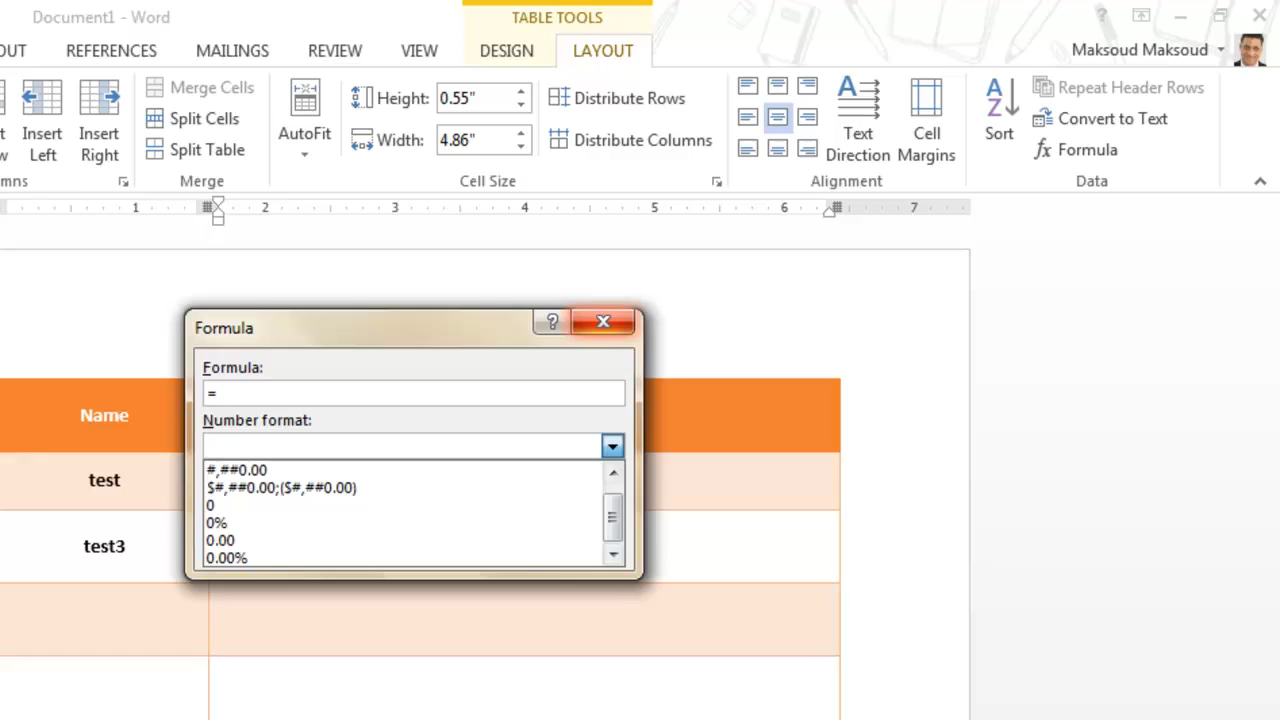 Document1 - Word
TABLE TOOLS
?
OUT REFERENCES MAILINGS REVIEW VIEW DESIGN LAYOUT
Maksoud Maksoud
Insert Left
Insert Right
Merge Cells
Split Cells
Split Table
Merge
AutoFit
Height: 0.55"
Width: 4.86"
Distribute Rows
Distribute Columns
Cell Size
Text Direction
Cell Margins
Alignment
A Z
Sort
Repeat Header Rows
Convert to Text
fx Formula
Data
1 2 3 4 5 6 7
Formula
?
Formula:
=
Number format:
#,##0.00
$#,##0.00;($#,##0.00)
0
0%
0.00
0.00%
Name
test
test3